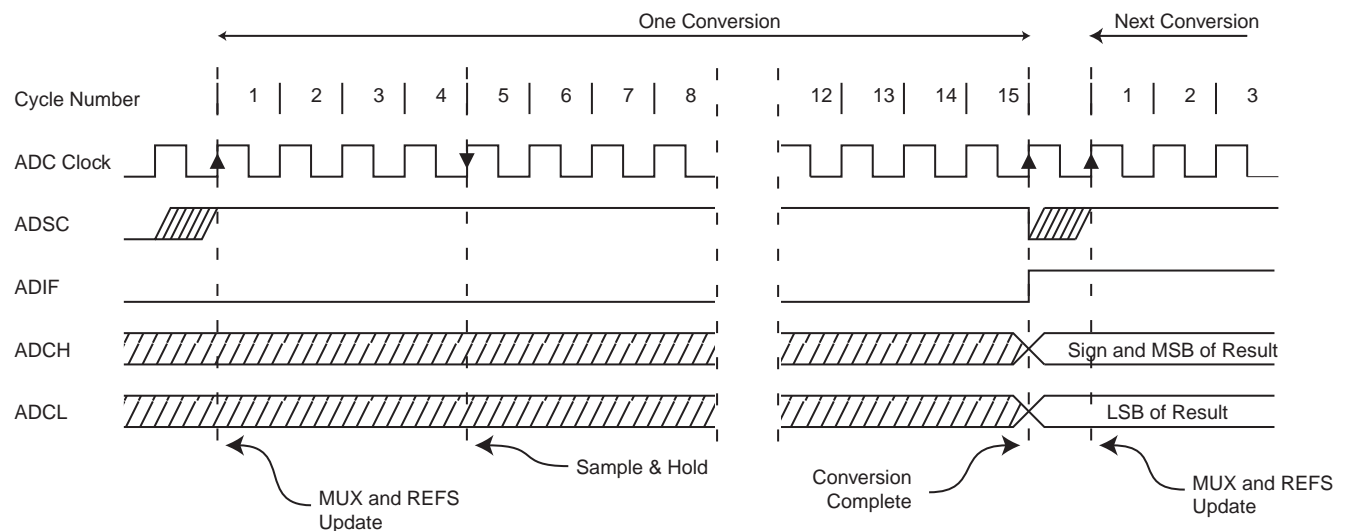 One Conversion
Next Conversion
Cycle Number
1 2 3 4 5 6 7 8 12 13 14 15 1 2 3
ADC Clock
ADSC
ADIF
ADCH
Sign and MSB of Result
ADCL
LSB of Result
Sample & Hold
MUX and REFS
Update
Conversion
Complete
MUX and REFS
Update